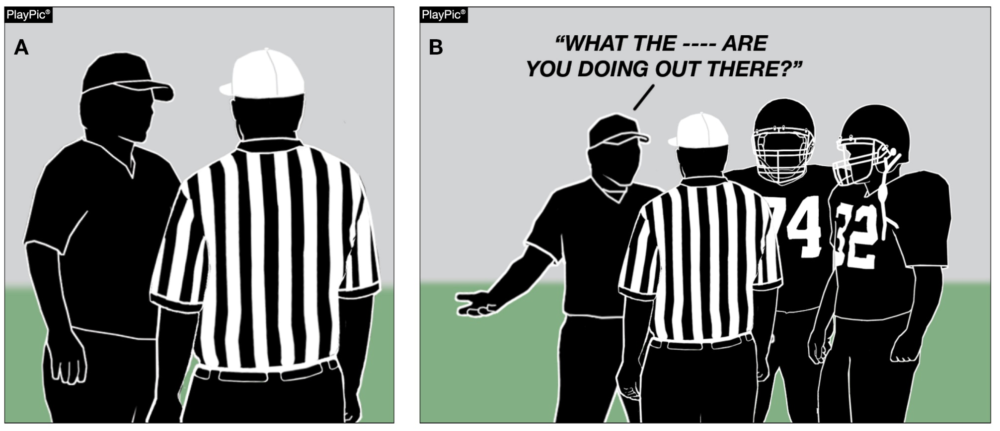 PlayPic®
A
PlayPic®
B
“WHAT THE ---- ARE
YOU DOING OUT THERE?”
74
32